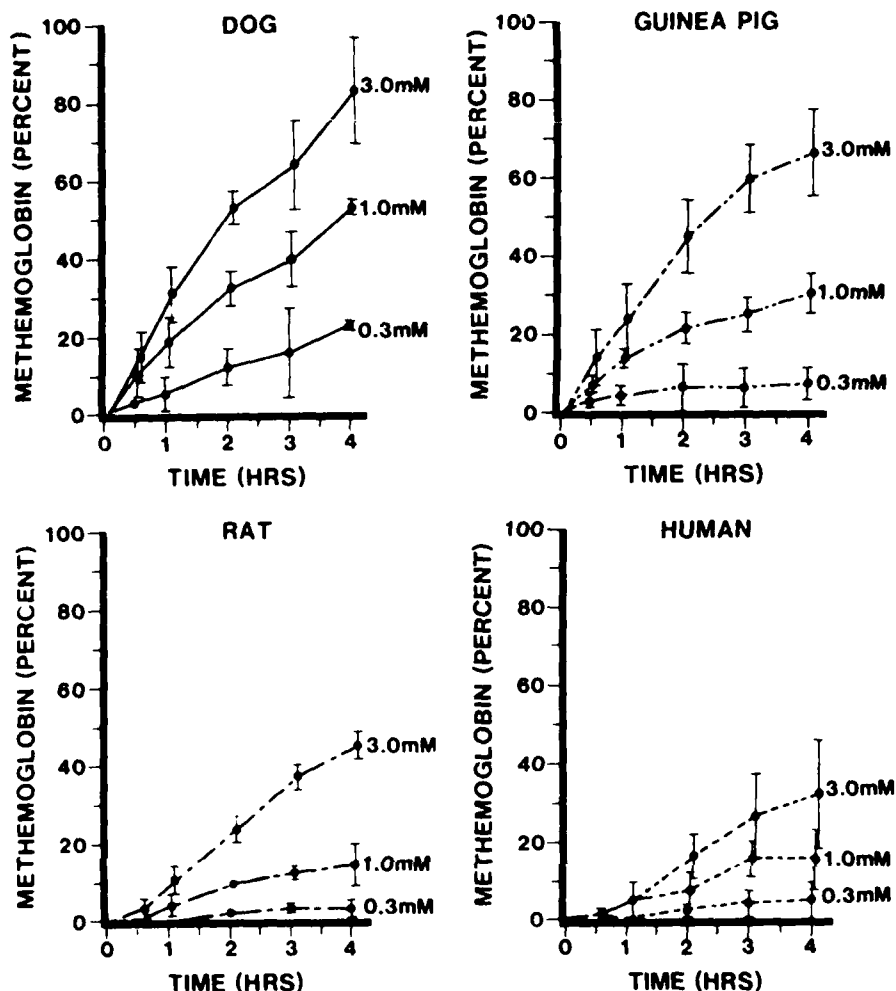 DOG
METHEMOGLOBIN (PERCENT)
100
80
60
40
20
0
3.0mM
1.0mM
0.3mM
0 1 2 3 4
TIME (HRS)
GUINEA PIG
METHEMOGLOBIN (PERCENT)
100
80
60
40
20
0
3.0mM
1.0mM
0.3mM
0 1 2 3 4
TIME (HRS)
RAT
METHEMOGLOBIN (PERCENT)
100
80
60
40
20
0
3.0mM
1.0mM
0.3mM
0 1 2 3 4
TIME (HRS)
HUMAN
METHEMOGLOBIN (PERCENT)
100
80
60
40
20
0
3.0mM
1.0mM
0.3mM
0 1 2 3 4
TIME (HRS)